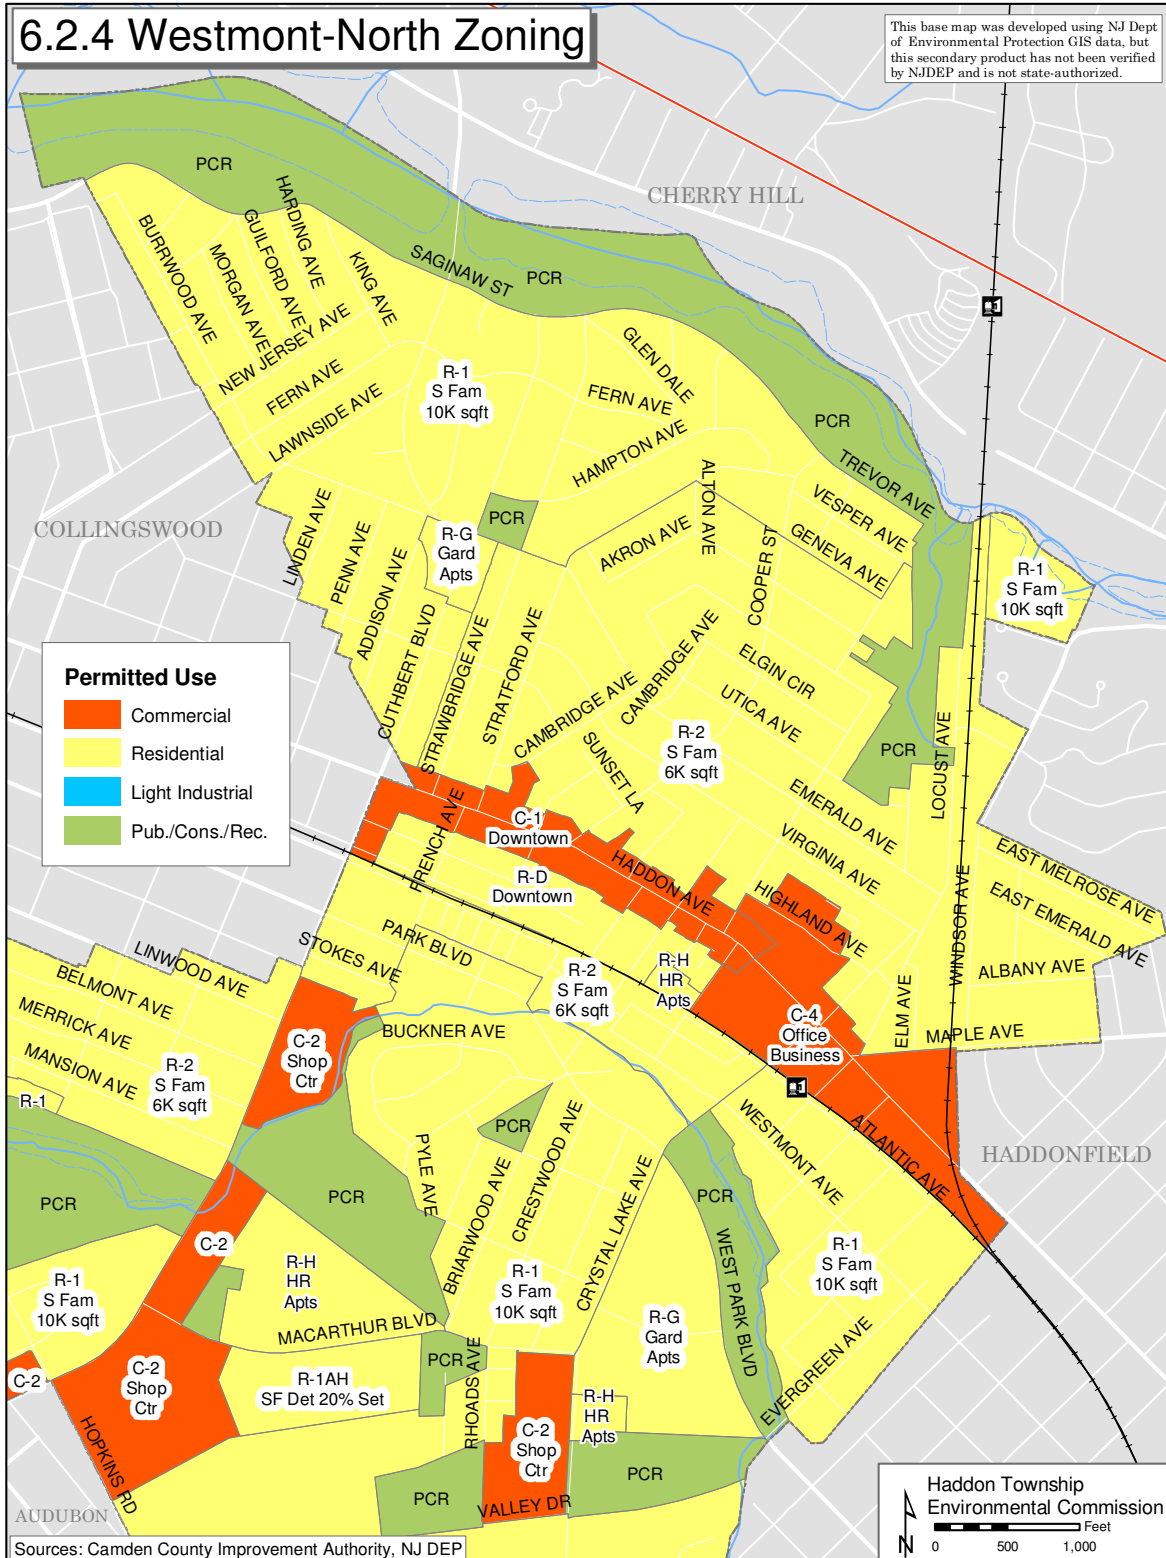 6.2.4 Westmont-North Zoning
This base map was developed using NJ Dept
of Environmental Protection GIS data, but
this secondary product has not been verified
by NJDEP and is not state-authorized.
PCR
CHERRY HILL
HARDING AVE
GUILFORD AVE
BURRWOOD AVE
MORGAN AVE
KING AVE
SAGINAW ST
PCR
NEW JERSEY AVE
GLEN DALE
R-1
S Fam
10K sqft
FERN AVE
FERN AVE
LAWNSIDE AVE
HAMPTON AVE
PCR
TREVOR AVE
ALTON AVE
VESPER AVE
COLLINGSWOOD
LINDEN AVE
PENN AVE
ADDISON AVE
R-G
Gard
Apts
PCR
AKRON AVE
COOPER ST
GENEVA AVE
R-1
S Fam
10K sqft
CUTHBERT BLVD
STRAWBRIDGE AVE
STRATFORD AVE
CAMBRIDGE AVE
CAMBRIDGE AVE
ELGIN CIR
UTICA AVE
Permitted Use
Commercial
Residential
Light Industrial
Pub./Cons./Rec.
SUNSET LA
R-2
S Fam
6K sqft
PCR
LOCUST AVE
EMERALD AVE
VIRGINIA AVE
FRENCH AVE
C-1
Downtown
HADDON AVE
R-D
Downtown
HIGHLAND AVE
EAST MELROSE AVE
EAST EMERALD AVE
WINDSOR AVE
ALBANY AVE
PARK BLVD
STOKES AVE
LINWOOD AVE
BELMONT AVE
MERRICK AVE
MANSION AVE
R-2
S Fam
6K sqft
R-H
HR
Apts
R-2
S Fam
6K sqft
ELM AVE
MAPLE AVE
C-4
Office
Business
BUCKNER AVE
C-2
Shop
Ctr
R-1
PCR
PYLE AVE
BRIARWOOD AVE
CRESTWOOD AVE
CRYSTAL LAKE AVE
WESTMONT AVE
ATLANTIC AVE
HADDONFIELD
PCR
PCR
PCR
WEST PARK BLVD
C-2
R-H
HR
Apts
R-1
S Fam
10K sqft
R-1
S Fam
10K sqft
R-1
S Fam
10K sqft
MACARTHUR BLVD
R-G
Gard
Apts
EVERGREEN AVE
C-2
C-2
Shop
Ctr
R-1AH
SF Det 20% Set
PCR
RHOADS AVE
R-H
HR
Apts
C-2
Shop
Ctr
HOPKINS RD
PCR
VALLEY DR
PCR
AUDUBON
Sources: Camden County Improvement Authority, NJ DEP
Haddon Township
Environmental Commission
N
Feet
0 500 1,000